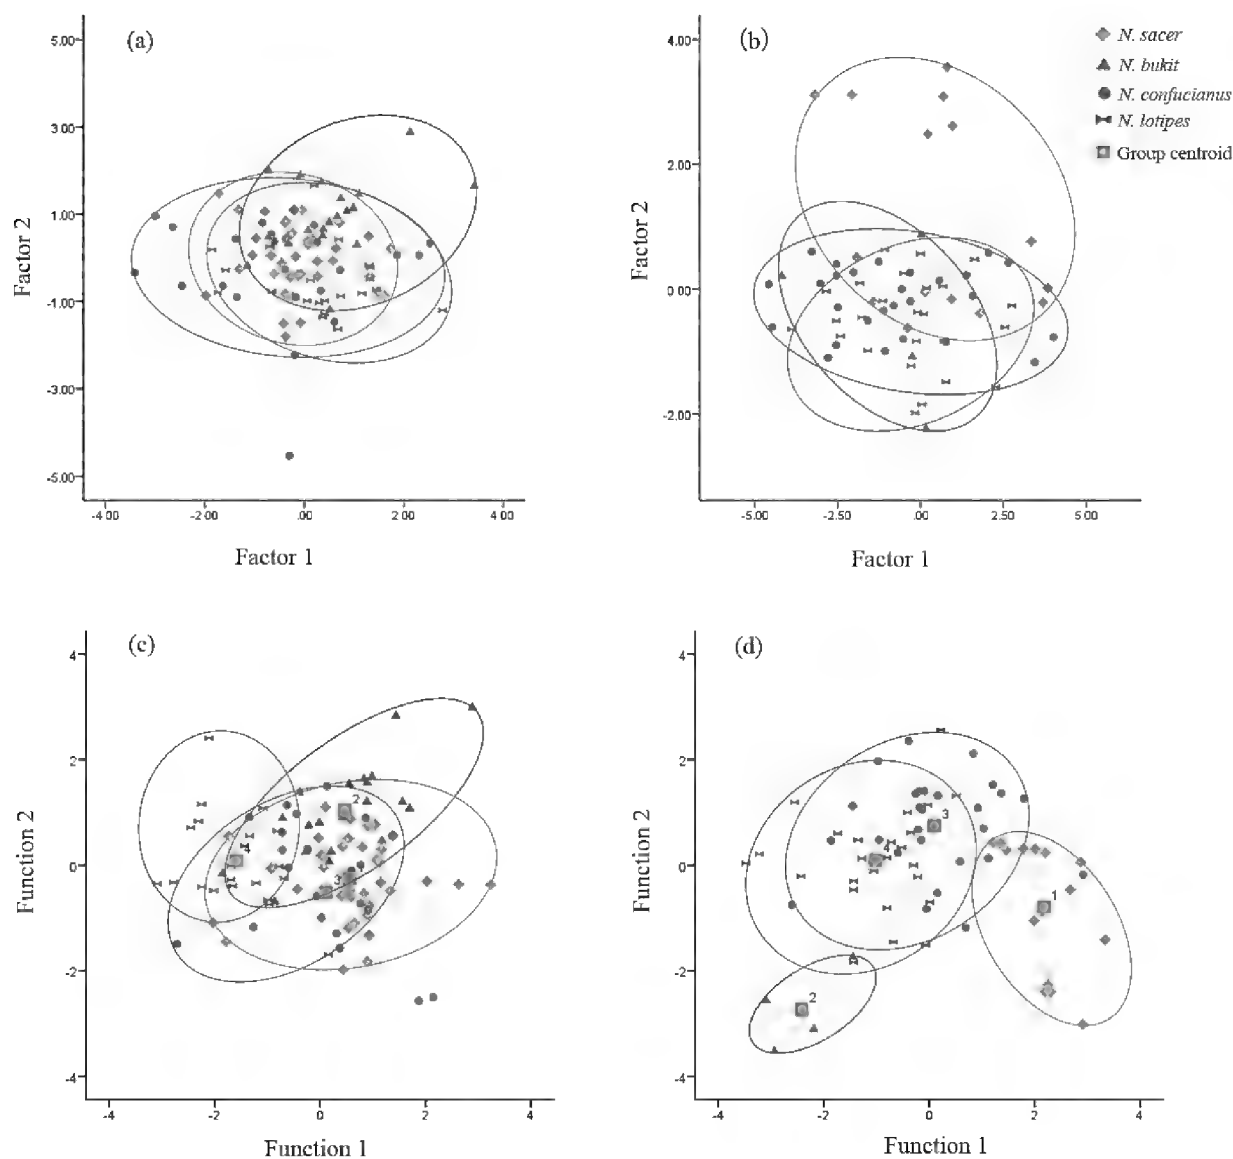 (a)
5.00
3.00
1.00
-1.00
-3.00
-5.00
Factor 2
-4.00 -2.00 .00 2.00 4.00
Factor 1
(b)
4.00
2.00
.00
-2.00
Factor 2
-5.00 -2.50 .00 2.50 5.00
Factor 1
N. sacer
N. bukit
N. confucianus
N. lotipes
Group centroid
(c)
4
2
0
-2
-4
Function 2
2
4
3
-4 -2 0 2 4
Function 1
(d)
4
2
0
-2
-4
Function 2
3
4
1
2
-4 -2 0 2 4
Function 1